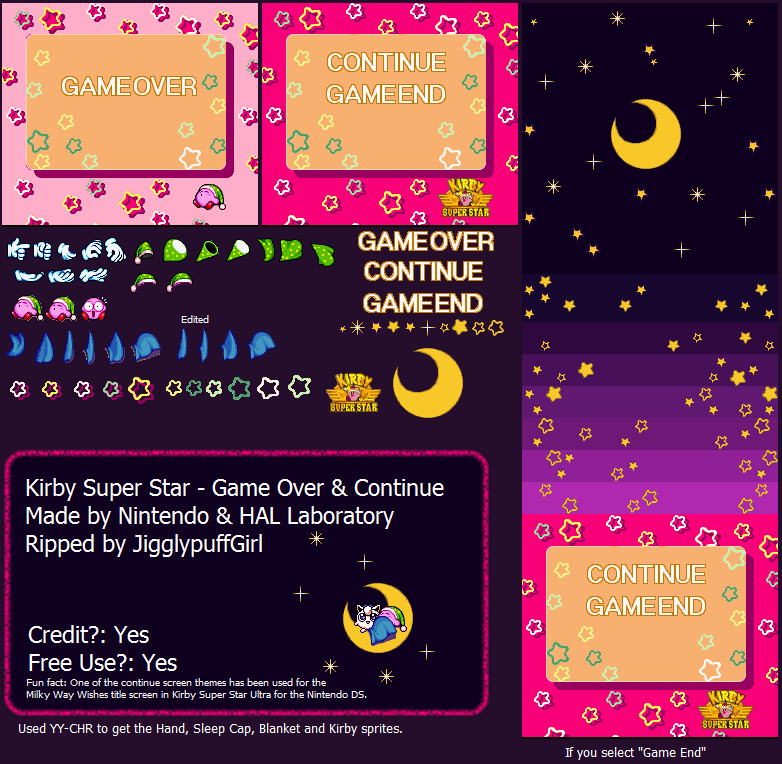 GAME OVER
CONTINUE
GAME END
KIRBY
SUPER STAR
GAME OVER
CONTINUE
GAME END
Edited
KIRBY
SUPER STAR
Kirby Super Star - Game Over & Continue
Made by Nintendo & HAL Laboratory
Ripped by JigglypuffGirl
Credit?: Yes
Free Use?: Yes
Fun fact: One of the continue screen themes has been used for the
Milky Way Wishes title screen in Kirby Super Star Ultra for the Nintendo DS.
Used YY-CHR to get the Hand, Sleep Cap, Blanket and Kirby sprites.
CONTINUE
GAME END
KIRBY
SUPER STAR
If you select "Game End"